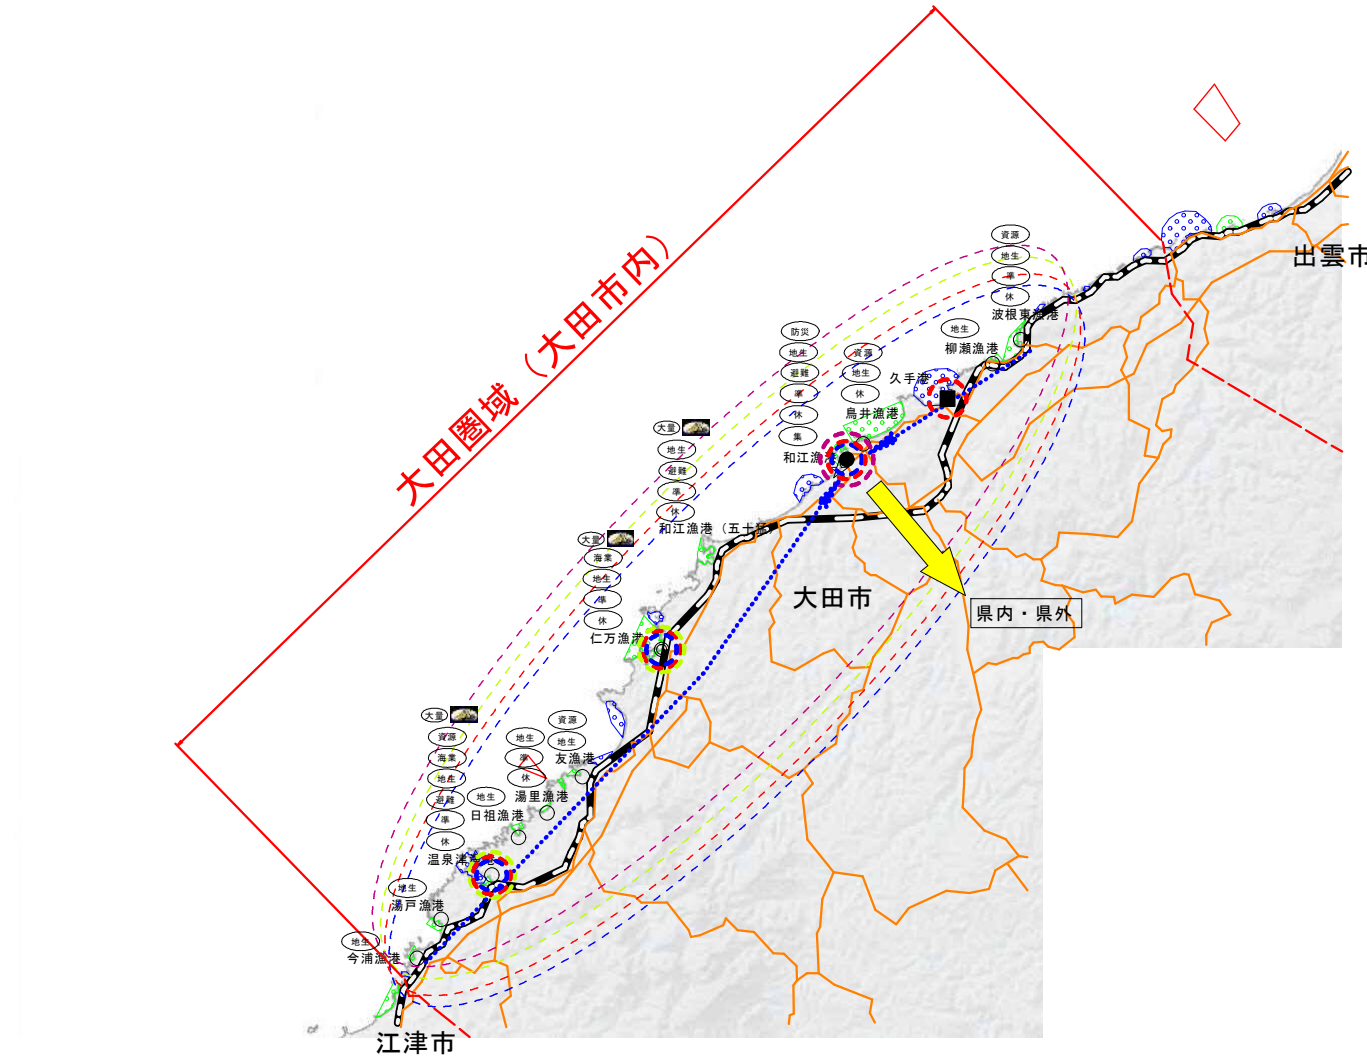 大田圏域（大田市内）
出雲市
資源
地生
準
休
波根東漁港
地生
柳瀬漁港
防災
地生
避難
準
休
集
和江漁
資源
地生
休
久手港
鳥井漁港
大量
地生
避難
準
休
和江漁港（五十猛）
大量
海業
地生
準
休
仁万漁港
大田市
県内・県外
大量
資源
海業
地生
避難
準
休
温泉津漁港
地生
準
休
湯里漁港
資源
地生
友漁港
地生
日祖漁港
地生
湯戸漁港
地生
今浦漁港
江津市